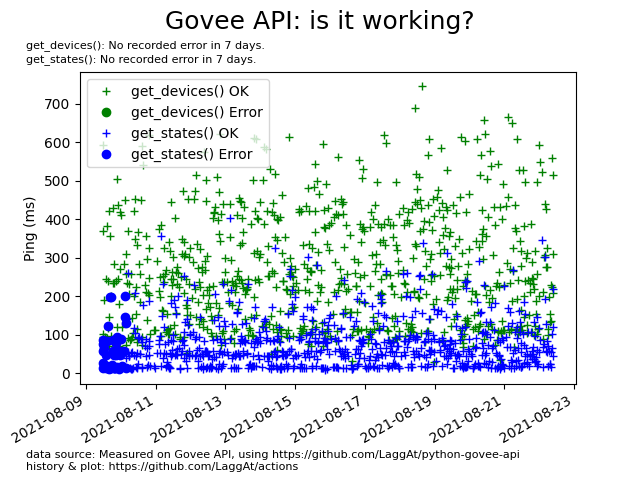 Govee API: is it working?
get_devices(): No recorded error in 7 days.
get_states(): No recorded error in 7 days.
get_devices() OK
get_devices() Error
get_states() OK
get_states() Error
Ping (ms)
700
600
500
400
300
200
100
0
2021-08-09
2021-08-11
2021-08-13
2021-08-15
2021-08-17
2021-08-19
2021-08-21
2021-08-23
data source: Measured on Govee API, using https://github.com/LaggAt/python-govee-api
history & plot: https://github.com/LaggAt/actions